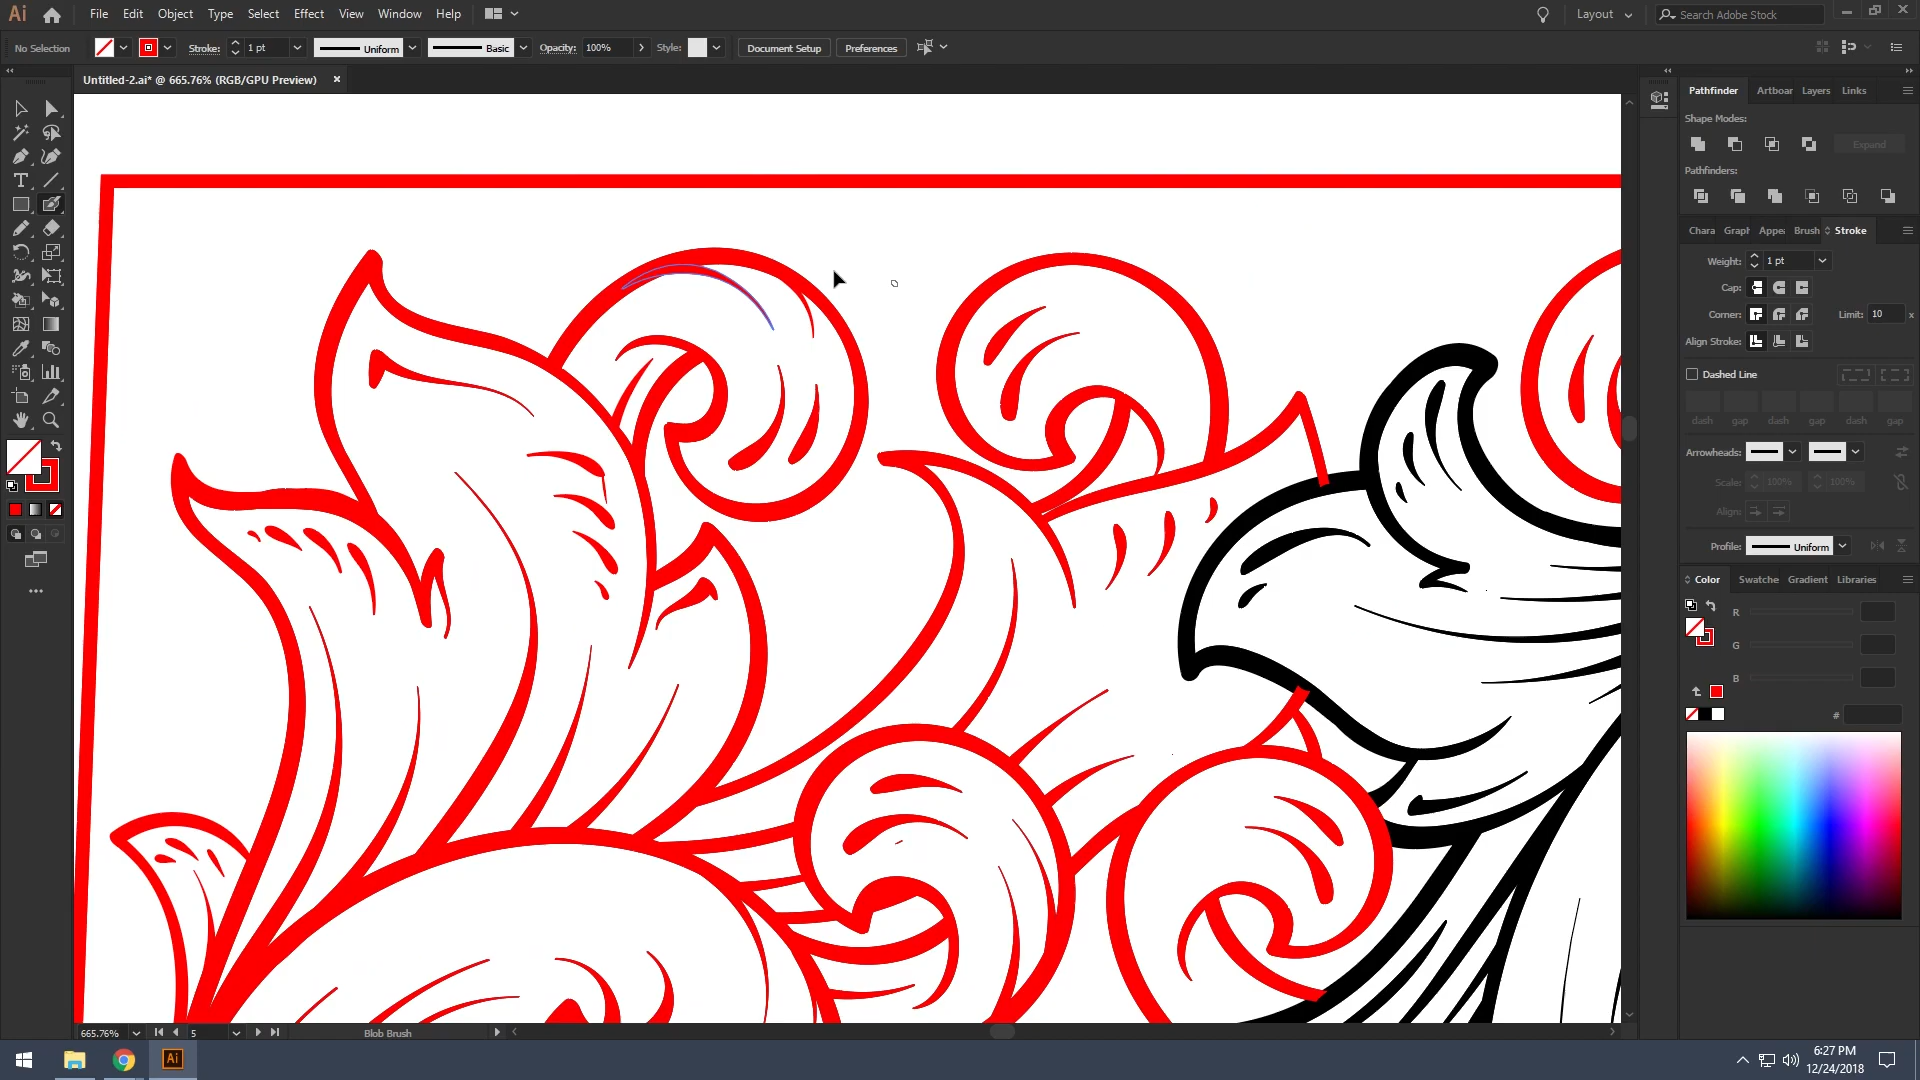 Ai File Edit Object Type Select Effect View Window Help Layout Search Adobe Stock
No Selection Stroke: 1 pt Uniform Basic Opacity: 100% Style: Document Setup Preferences
Untitled-2.ai* @ 665.76% (RGB/GPU Preview) ×
Pathfinder Artboar Layers Links
Shape Modes:
Expand
Pathfinders:
Chara Graph Appea Brush Stroke
Weight: 1 pt
Cap:
Corner: Limit: 10 x
Align Stroke:
Dashed Line
dash gap dash gap dash gap
Arrowheads:
Scale: 100% 100%
Align:
Profile: Uniform
Color Swatche Gradient Libraries
R
G
B
#
665.76% 5 Blob Brush
Ai
6:27 PM
12/24/2018